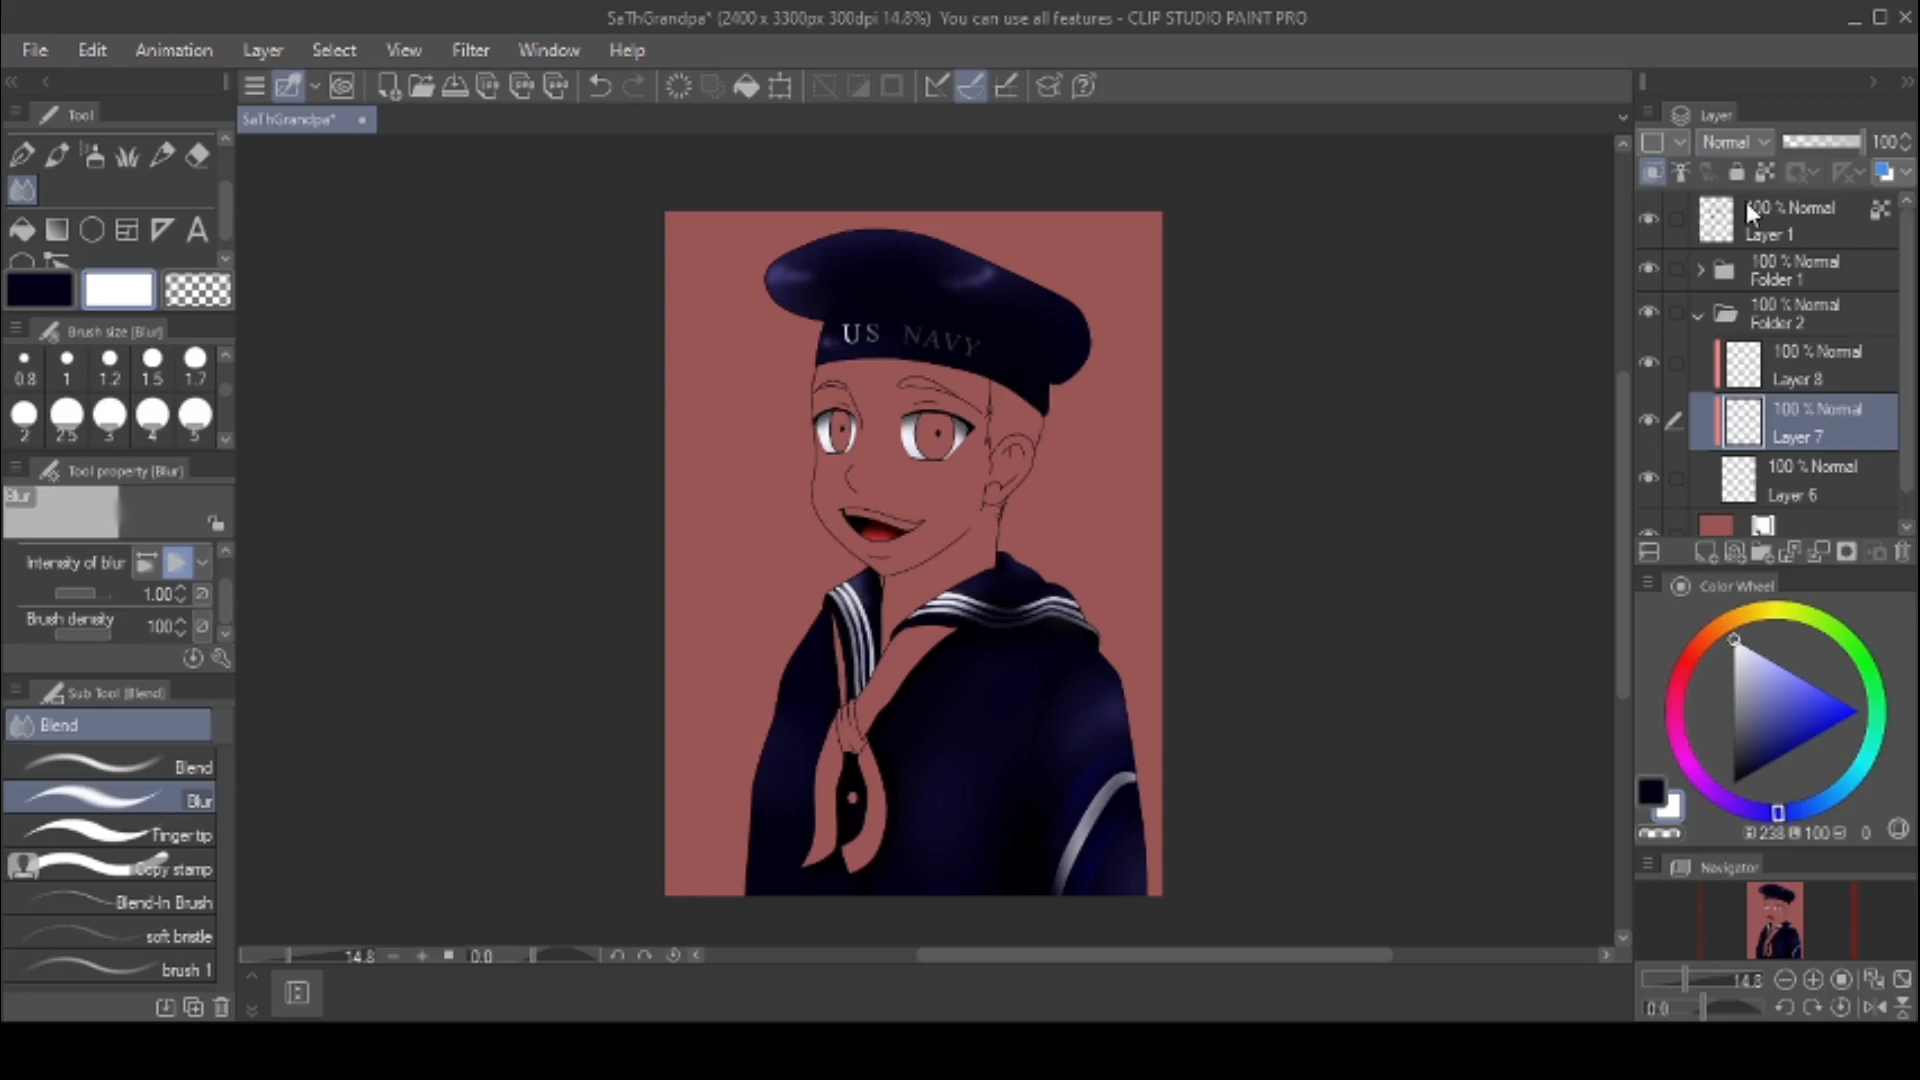 SaThGrandpa* (2400 x 3300px 300dpi 14.8%) You can use all features - CLIP STUDIO PAINT PRO
File Edit Animation Layer Select View Filter Window Help
Tool
SaThGrandpa*
Layer
Normal 100
100 % Normal
Layer 1
100 % Normal
Folder 1
100 % Normal
Folder 2
100 % Normal
Layer 8
100 % Normal
Layer 7
100 % Normal
Layer 6
Brush size [Blur]
0.8 1 1.2 1.5 1.7
2 2.5 3 4 5
Tool property [Blur]
Blur
Intensity of blur
1.00
Brush density 100
Sub Tool [Blend]
Blend
Blend
Blur
Finger tip
Copy stamp
Blend-In Brush
soft bristle
brush 1
US NAVY
14.8 0.0
Color Wheel
238 100 0
Navigator
14.8
0.0